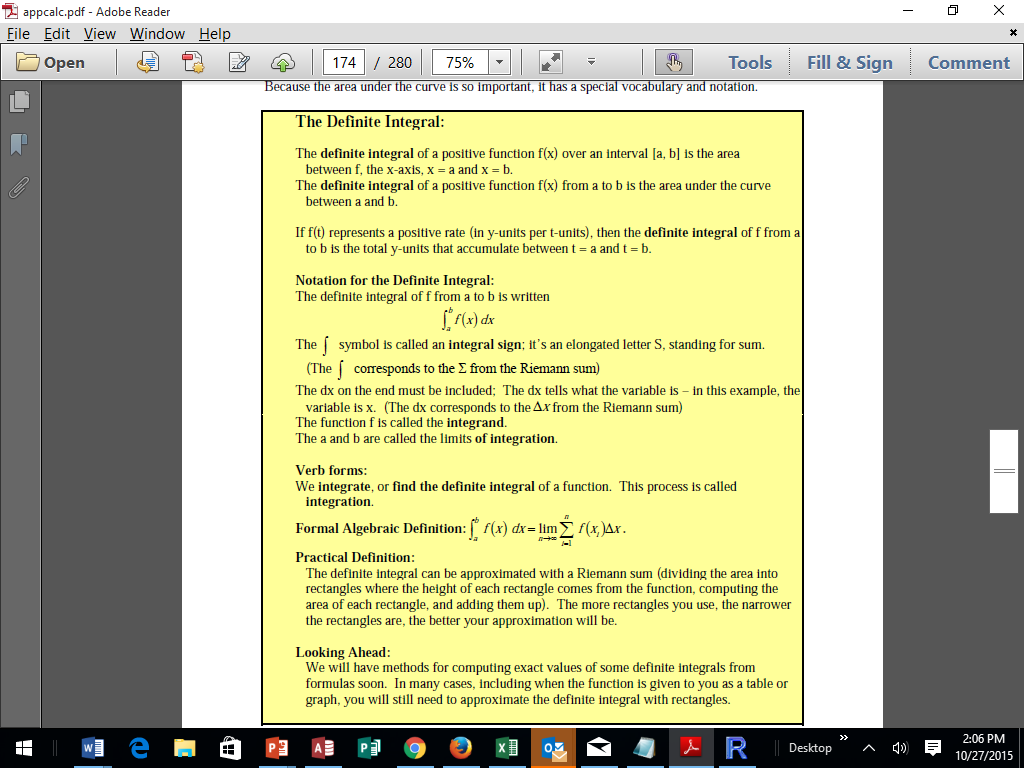 appcalc.pdf - Adobe Reader
File Edit View Window Help
Open 174 / 280 75% Tools Fill & Sign Comment
Because the area under the curve is so important, it has a special vocabulary and notation.
The Definite Integral:
The definite integral of a positive function f(x) over an interval [a, b] is the area
between f, the x-axis, x = a and x = b.
The definite integral of a positive function f(x) from a to b is the area under the curve
between a and b.
If f(t) represents a positive rate (in y-units per t-units), then the definite integral of f from a
to b is the total y-units that accumulate between t = a and t = b.
Notation for the Definite Integral:
The definite integral of f from a to b is written
∫_a^b f(x) dx
The ∫ symbol is called an integral sign; it's an elongated letter S, standing for sum.
(The ∫ corresponds to the Σ from the Riemann sum)
The dx on the end must be included; The dx tells what the variable is – in this example, the
variable is x. (The dx corresponds to the Δx from the Riemann sum)
The function f is called the integrand.
The a and b are called the limits of integration.
Verb forms:
We integrate, or find the definite integral of a function. This process is called
integration.
Formal Algebraic Definition: ∫_a^b f(x) dx = lim_{n→∞} Σ_{i=1}^n f(x_i)Δx.
Practical Definition:
The definite integral can be approximated with a Riemann sum (dividing the area into
rectangles where the height of each rectangle comes from the function, computing the
area of each rectangle, and adding them up). The more rectangles you use, the narrower
the rectangles are, the better your approximation will be.
Looking Ahead:
We will have methods for computing exact values of some definite integrals from
formulas soon. In many cases, including when the function is given to you as a table or
graph, you will still need to approximate the definite integral with rectangles.
Desktop
2:06 PM
10/27/2015